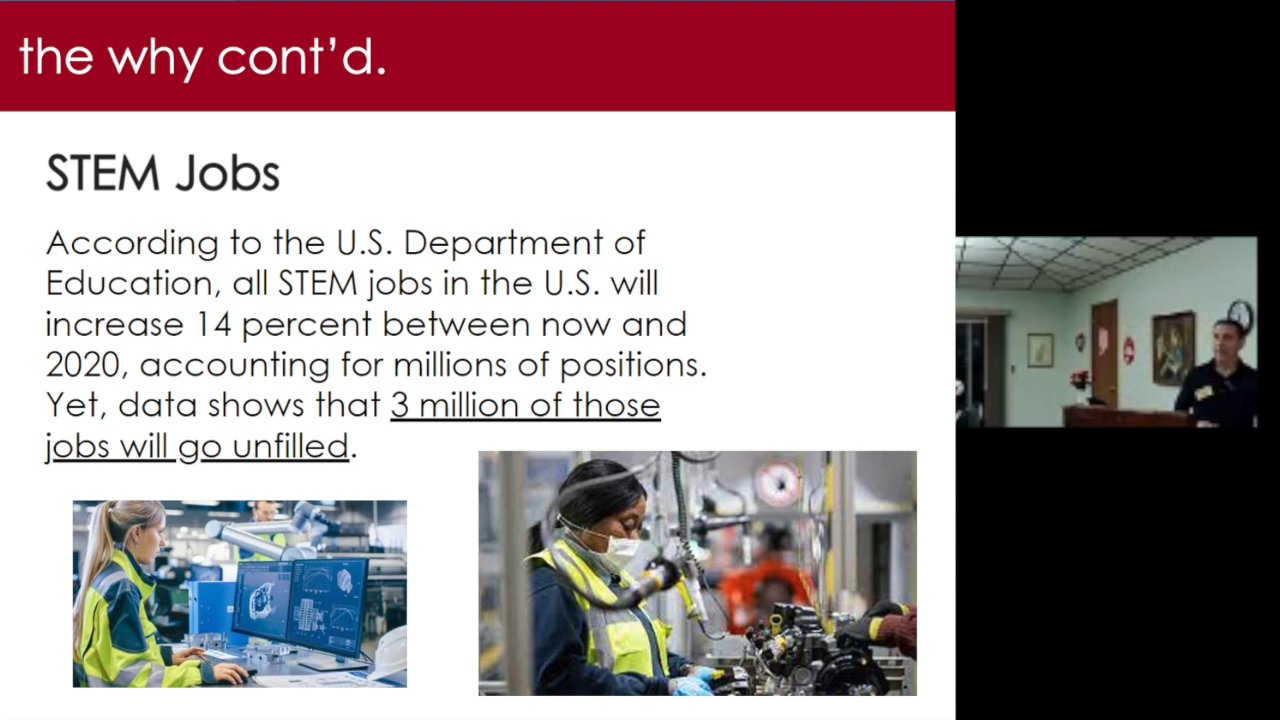 the why cont’d.
STEM Jobs
According to the U.S. Department of
Education, all STEM jobs in the U.S. will
increase 14 percent between now and
2020, accounting for millions of positions.
Yet, data shows that 3 million of those
jobs will go unfilled.